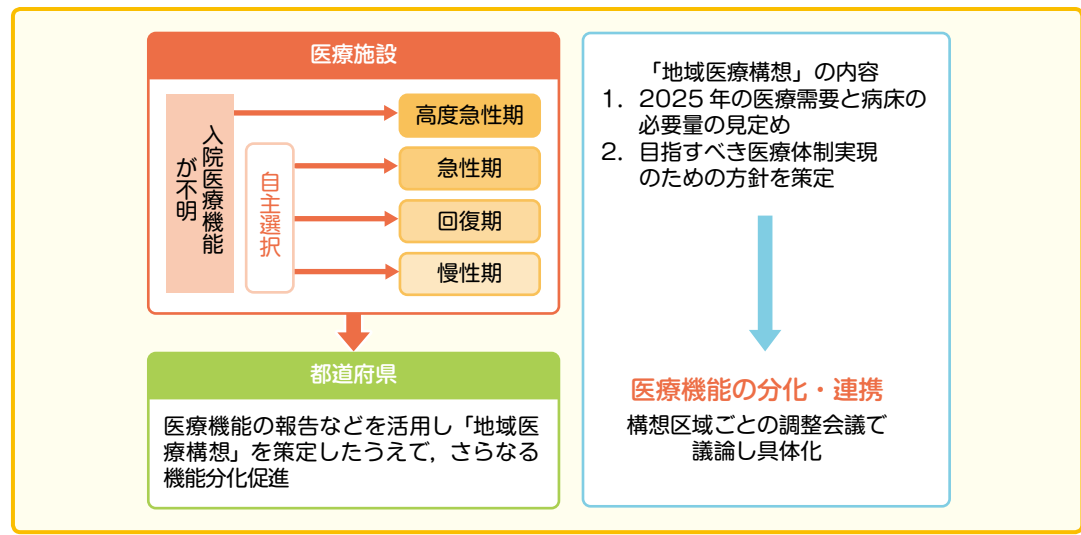 医療施設
入院医療機能
が不明
自主選択
高度急性期
急性期
回復期
慢性期
都道府県
医療機能の報告などを活用し「地域医
療構想」を策定したうえで，さらなる
機能分化促進
「地域医療構想」の内容
1. 2025 年の医療需要と病床の
必要量の見定め
2. 目指すべき医療体制実現
のための方針を策定
医療機能の分化・連携
構想区域ごとの調整会議で
議論し具体化